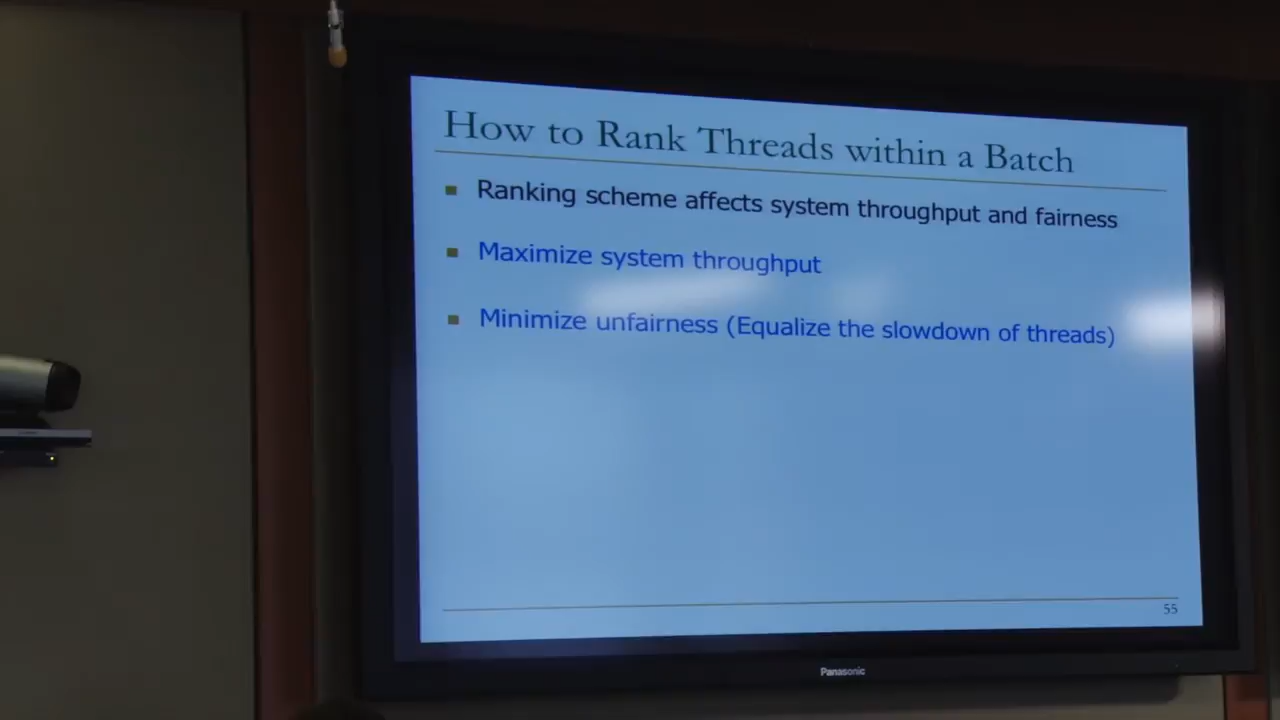 How to Rank Threads within a Batch
Ranking scheme affects system throughput and fairness
Maximize system throughput
Minimize unfairness (Equalize the slowdown of threads)
55
Panasonic